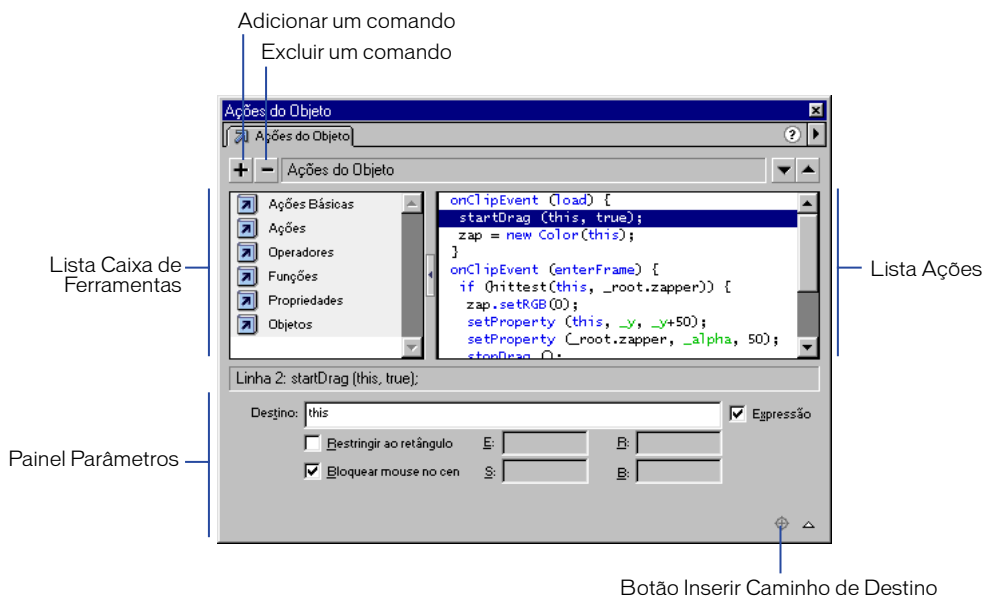 Adicionar um comando
Excluir um comando
Ações do Objeto
Ações do Objeto
Ações do Objeto
Lista Caixa de
Ferramentas
Ações Básicas
Ações
Operadores
Funções
Propriedades
Objetos
onClipEvent (load) {
startDrag (this, true);
zap = new Color(this);
}
onClipEvent (enterFrame) {
if (hittest(this, _root.zapper)) {
zap.setRGB(0);
setProperty (this, _y, _y+50);
setProperty (_root.zapper, _alpha, 50);
stopDrag ();
Lista Ações
Linha 2: startDrag (this, true);
Painel Parâmetros
Destino: this Expressão
Restringir ao retângulo E: R:
Bloquear mouse no cen S: B:
Botão Inserir Caminho de Destino